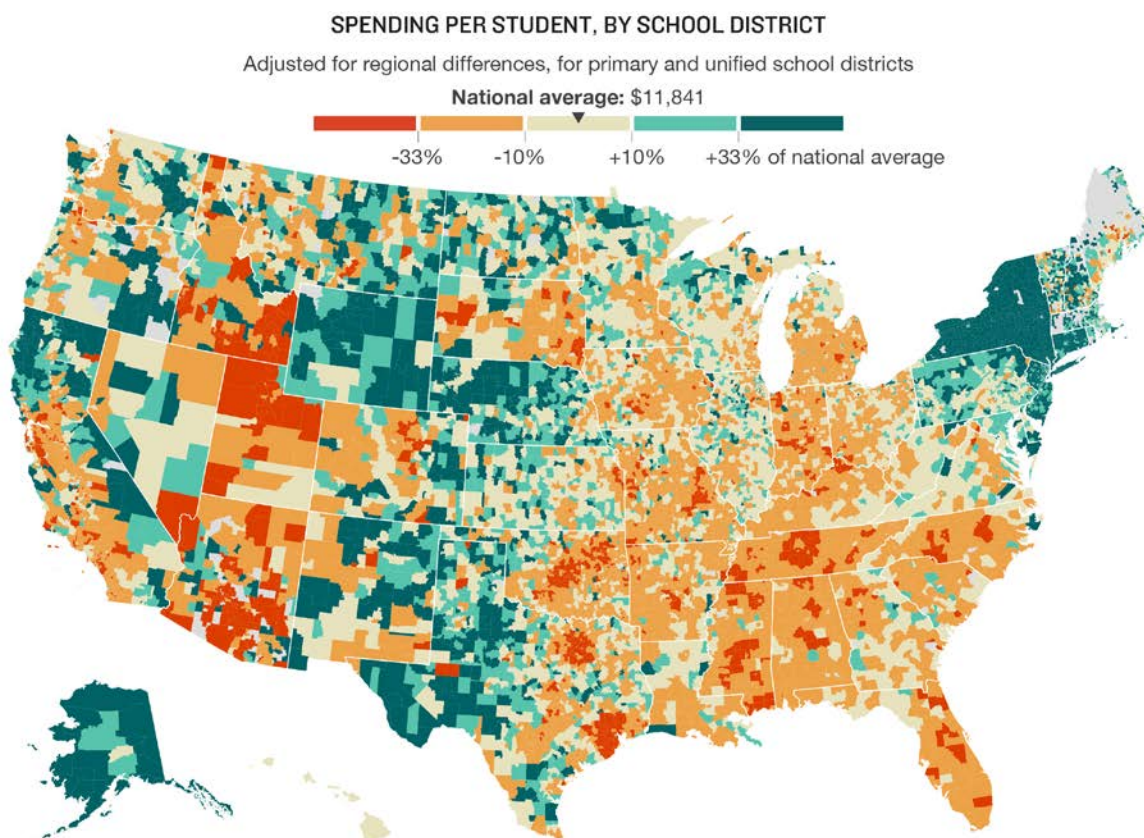 SPENDING PER STUDENT, BY SCHOOL DISTRICT
Adjusted for regional differences, for primary and unified school districts
National average: $11,841
-33% -10% +10% +33% of national average